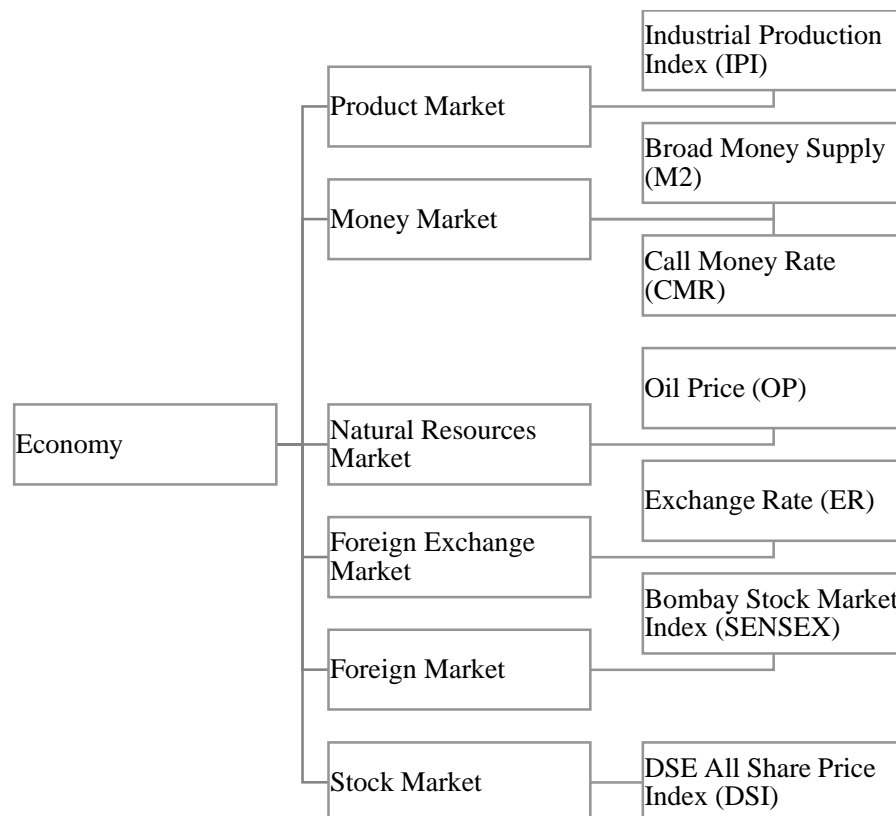 Industrial Production
Index (IPI)
Product Market
Broad Money Supply
(M2)
Money Market
Call Money Rate
(CMR)
Oil Price (OP)
Economy
Natural Resources
Market
Exchange Rate (ER)
Foreign Exchange
Market
Bombay Stock Market
Index (SENSEX)
Foreign Market
Stock Market
DSE All Share Price
Index (DSI)